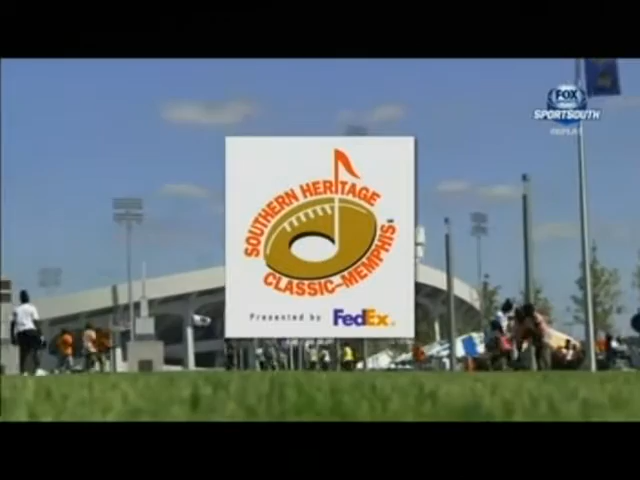 FOX
SPORTSOUTH
REPLAY
SOUTHERN HERITAGE
CLASSIC-MEMPHIS
Presented by FedEx